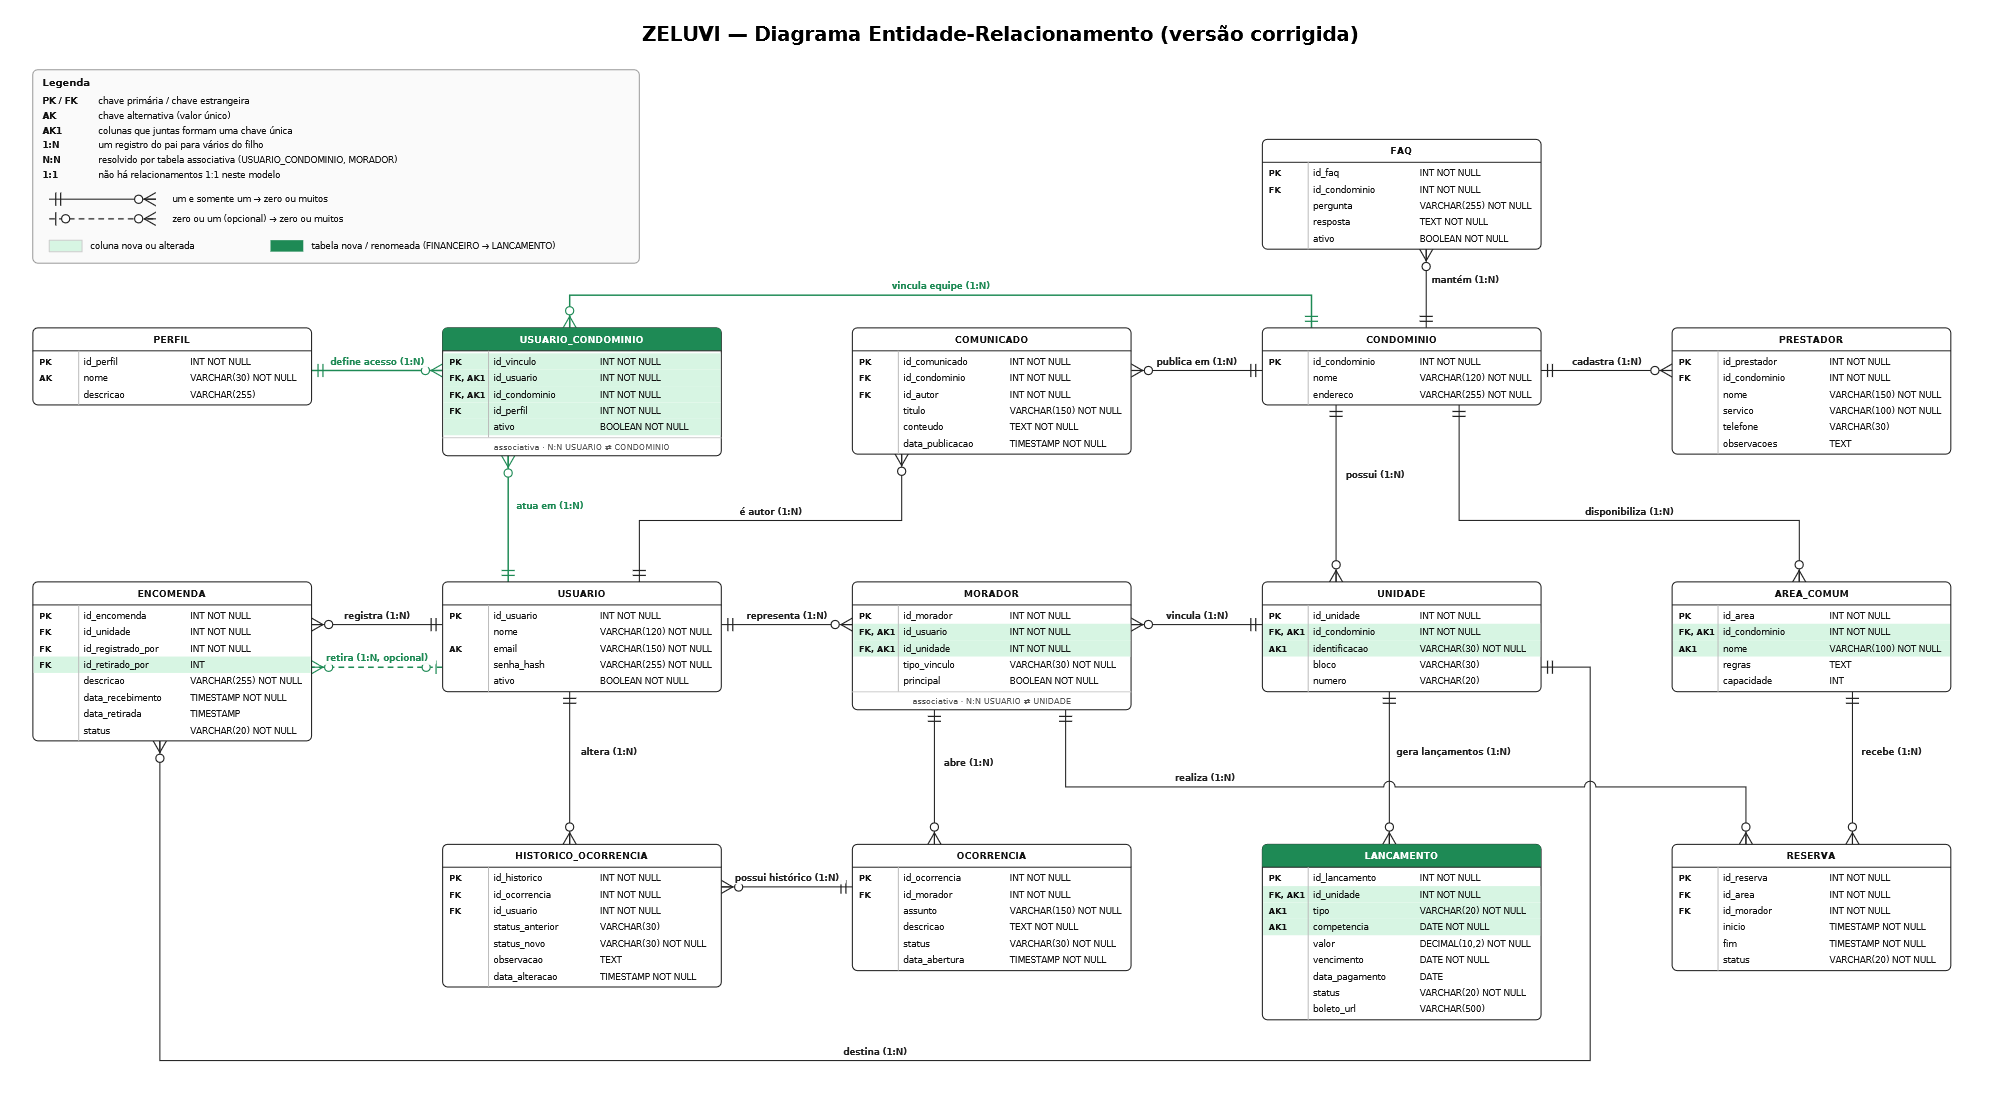 ZELUVI — Diagrama Entidade-Relacionamento (versão corrigida)
Legenda
PK / FK chave primária / chave estrangeira
AK chave alternativa (valor único)
AK1 colunas que juntas formam uma chave única
1:N um registro do pai para vários do filho
N:N resolvido por tabela associativa (USUARIO_CONDOMINIO, MORADOR)
1:1 não há relacionamentos 1:1 neste modelo
um e somente um → zero ou muitos
zero ou um (opcional) → zero ou muitos
coluna nova ou alterada
tabela nova / renomeada (FINANCEIRO → LANCAMENTO)
FAQ
PK id_faq INT NOT NULL
FK id_condominio INT NOT NULL
pergunta VARCHAR(255) NOT NULL
resposta TEXT NOT NULL
ativo BOOLEAN NOT NULL
mantém (1:N)
vincula equipe (1:N)
PERFIL
PK id_perfil INT NOT NULL
AK nome VARCHAR(30) NOT NULL
descricao VARCHAR(255)
define acesso (1:N)
USUARIO_CONDOMINIO
PK id_vinculo INT NOT NULL
FK, AK1 id_usuario INT NOT NULL
FK, AK1 id_condominio INT NOT NULL
FK id_perfil INT NOT NULL
ativo BOOLEAN NOT NULL
associativa · N:N USUARIO ⇄ CONDOMINIO
COMUNICADO
PK id_comunicado INT NOT NULL
FK id_condominio INT NOT NULL
FK id_autor INT NOT NULL
titulo VARCHAR(150) NOT NULL
conteudo TEXT NOT NULL
data_publicacao TIMESTAMP NOT NULL
publica em (1:N)
CONDOMINIO
PK id_condominio INT NOT NULL
nome VARCHAR(120) NOT NULL
endereco VARCHAR(255) NOT NULL
cadastra (1:N)
PRESTADOR
PK id_prestador INT NOT NULL
FK id_condominio INT NOT NULL
nome VARCHAR(150) NOT NULL
servico VARCHAR(100) NOT NULL
telefone VARCHAR(30)
observacoes TEXT
possui (1:N)
atua em (1:N)
é autor (1:N)
disponibiliza (1:N)
ENCOMENDA
PK id_encomenda INT NOT NULL
FK id_unidade INT NOT NULL
FK id_registrado_por INT NOT NULL
FK id_retirado_por INT
descricao VARCHAR(255) NOT NULL
data_recebimento TIMESTAMP NOT NULL
data_retirada TIMESTAMP
status VARCHAR(20) NOT NULL
registra (1:N)
retira (1:N, opcional)
USUARIO
PK id_usuario INT NOT NULL
nome VARCHAR(120) NOT NULL
AK email VARCHAR(150) NOT NULL
senha_hash VARCHAR(255) NOT NULL
ativo BOOLEAN NOT NULL
representa (1:N)
MORADOR
PK id_morador INT NOT NULL
FK, AK1 id_usuario INT NOT NULL
FK, AK1 id_unidade INT NOT NULL
tipo_vinculo VARCHAR(30) NOT NULL
principal BOOLEAN NOT NULL
associativa · N:N USUARIO ⇄ UNIDADE
vincula (1:N)
UNIDADE
PK id_unidade INT NOT NULL
FK, AK1 id_condominio INT NOT NULL
AK1 identificacao VARCHAR(30) NOT NULL
bloco VARCHAR(30)
numero VARCHAR(20)
AREA_COMUM
PK id_area INT NOT NULL
FK, AK1 id_condominio INT NOT NULL
AK1 nome VARCHAR(100) NOT NULL
regras TEXT
capacidade INT
altera (1:N)
abre (1:N)
realiza (1:N)
gera lançamentos (1:N)
recebe (1:N)
HISTORICO_OCORRENCIA
PK id_historico INT NOT NULL
FK id_ocorrencia INT NOT NULL
FK id_usuario INT NOT NULL
status_anterior VARCHAR(30)
status_novo VARCHAR(30) NOT NULL
observacao TEXT
data_alteracao TIMESTAMP NOT NULL
possui histórico (1:N)
OCORRENCIA
PK id_ocorrencia INT NOT NULL
FK id_morador INT NOT NULL
assunto VARCHAR(150) NOT NULL
descricao TEXT NOT NULL
status VARCHAR(30) NOT NULL
data_abertura TIMESTAMP NOT NULL
LANCAMENTO
PK id_lancamento INT NOT NULL
FK, AK1 id_unidade INT NOT NULL
AK1 tipo VARCHAR(20) NOT NULL
AK1 competencia DATE NOT NULL
valor DECIMAL(10,2) NOT NULL
vencimento DATE NOT NULL
data_pagamento DATE
status VARCHAR(20) NOT NULL
boleto_url VARCHAR(500)
RESERVA
PK id_reserva INT NOT NULL
FK id_area INT NOT NULL
FK id_morador INT NOT NULL
inicio TIMESTAMP NOT NULL
fim TIMESTAMP NOT NULL
status VARCHAR(20) NOT NULL
destina (1:N)